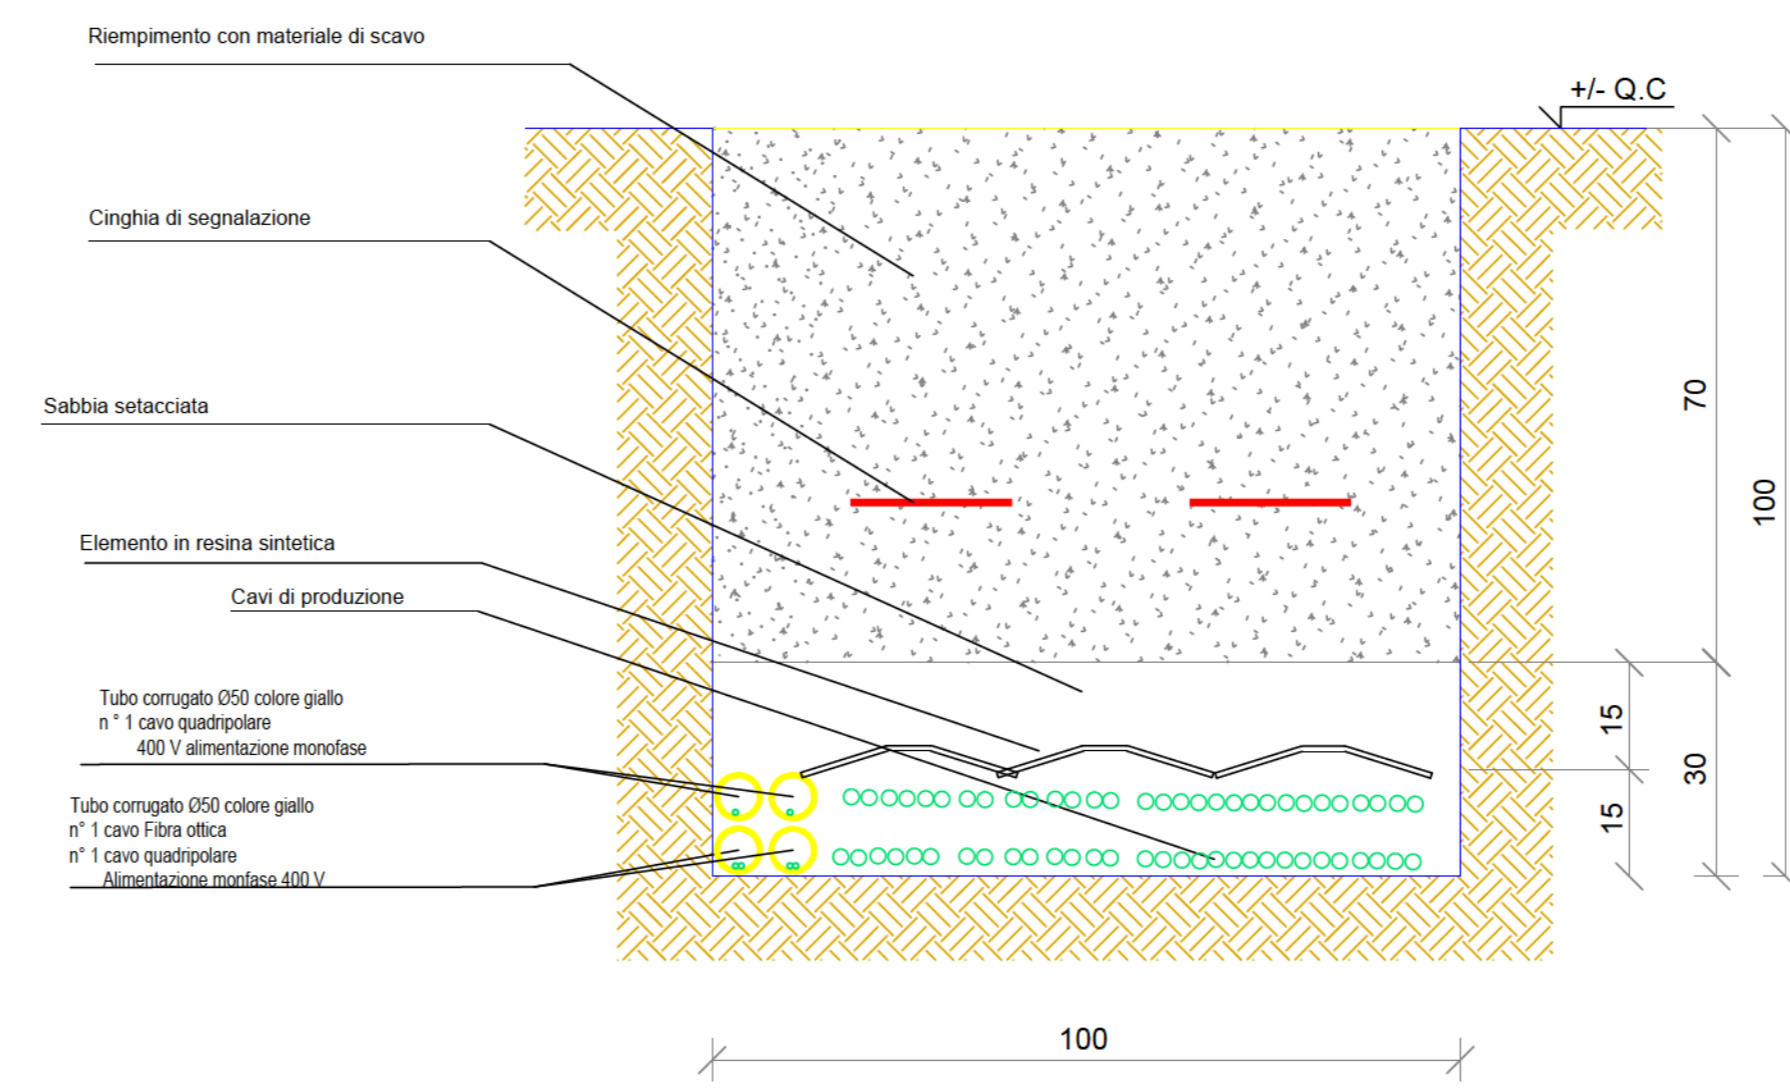 Riempimento con materiale di scavo
+/- Q.C
Cinghia di segnalazione
Sabbia setacciata
70
100
Elemento in resina sintetica
Cavi di produzione
Tubo corrugato Ø50 colore giallo
n ° 1 cavo quadripolare
400 V alimentazione monofase
15
30
Tubo corrugato Ø50 colore giallo
n° 1 cavo Fibra ottica
n° 1 cavo quadripolare
Alimentazione monfase 400 V
15
100